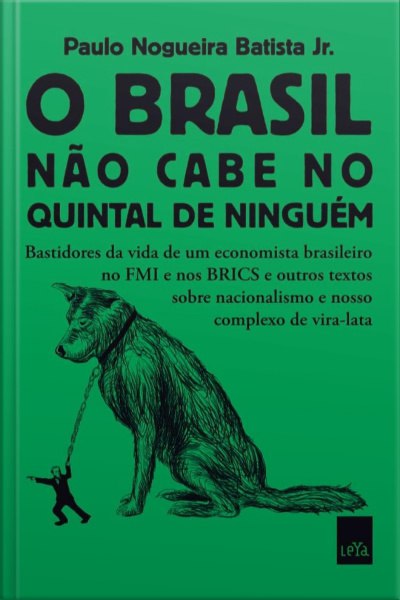 Paulo Nogueira Batista Jr.
O BRASIL
NÃO CABE NO
QUINTAL DE NINGUÉM
Bastidores da vida de um economista brasileiro
no FMI e nos BRICS e outros textos
sobre nacionalismo e nosso
complexo de vira-lata
LeYa